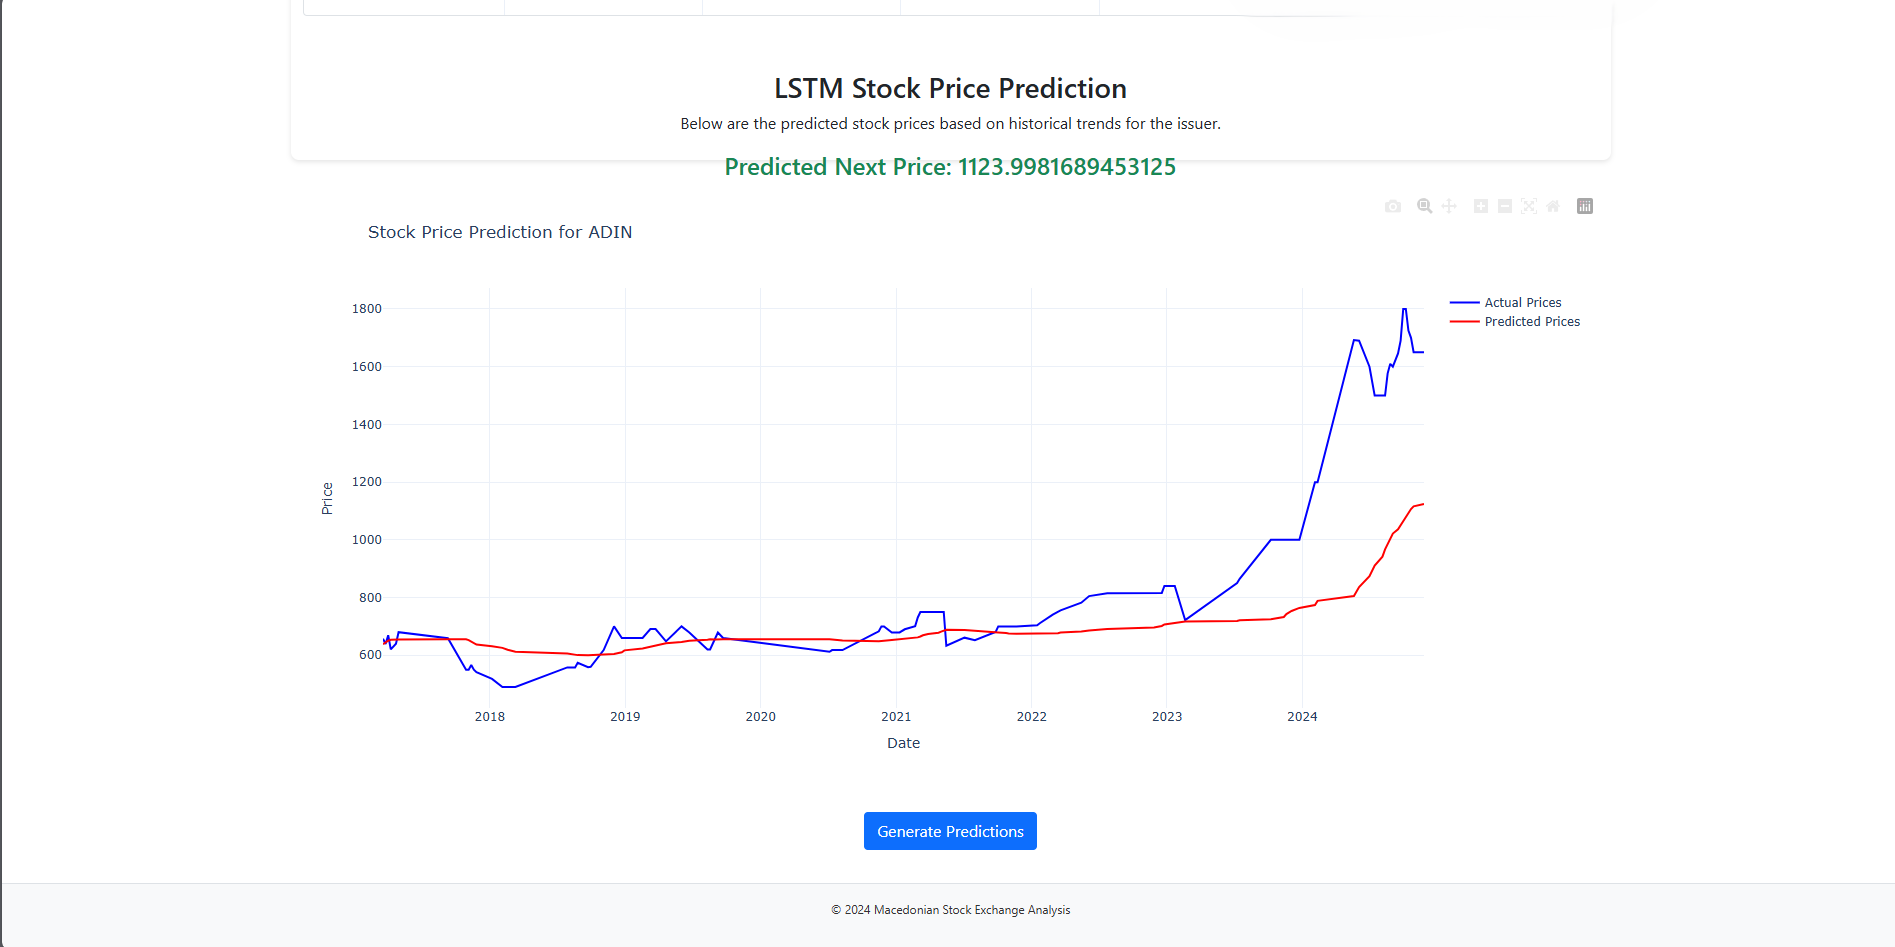 LSTM Stock Price Prediction
Below are the predicted stock prices based on historical trends for the issuer.
Predicted Next Price: 1123.9981689453125
Stock Price Prediction for ADIN
Actual Prices
Predicted Prices
1800
1600
1400
1200
1000
800
600
Price
2018 2019 2020 2021 2022 2023 2024
Date
Generate Predictions
© 2024 Macedonian Stock Exchange Analysis